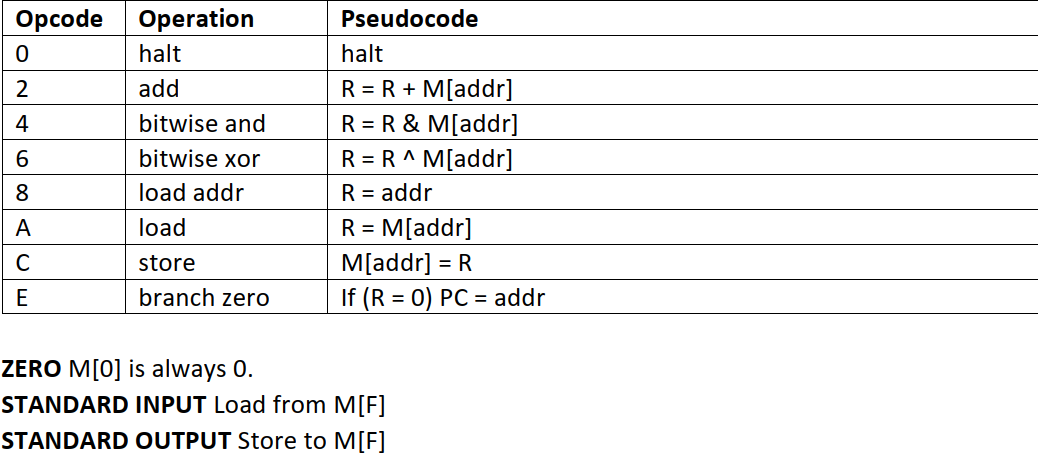 Opcode Operation Pseudocode
0 halt halt
2 add R = R + M[addr]
4 bitwise and R = R & M[addr]
6 bitwise xor R = R ^ M[addr]
8 load addr R = addr
A load R = M[addr]
C store M[addr] = R
E branch zero If (R = 0) PC = addr
ZERO M[0] is always 0.
STANDARD INPUT Load from M[F]
STANDARD OUTPUT Store to M[F]